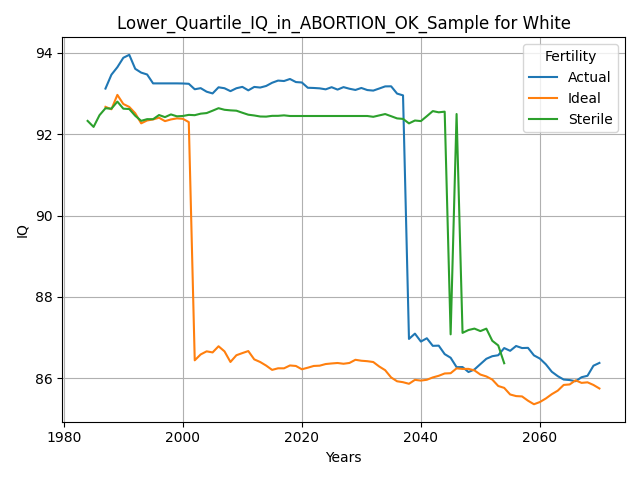 Lower_Quartile_IQ_in_ABORTION_OK_Sample for White
Fertility
Actual
Ideal
Sterile
94
92
90
88
86
IQ
1980
2000
2020
2040
2060
Years